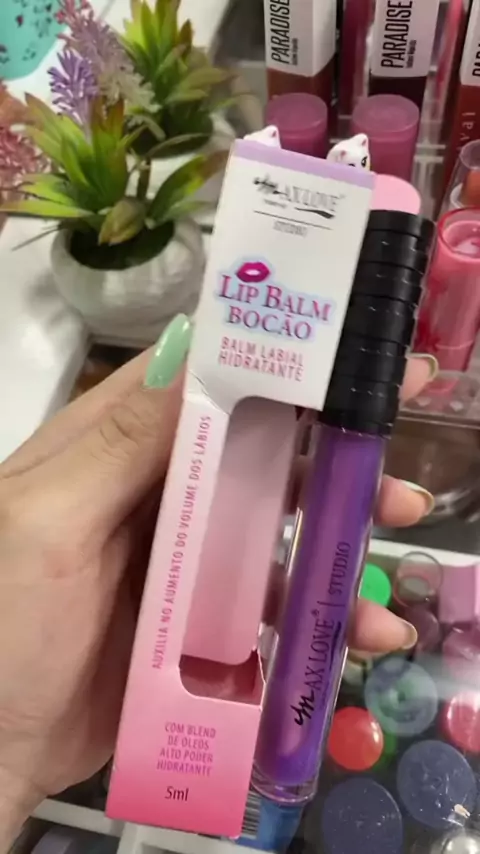 PARADISE
PARADISE
MAX LOVE
STUDIO
LIP BALM
BOCÃO
BALM LABIAL
HIDRATANTE
AUXILIA NO AUMENTO DO VOLUME DOS LÁBIOS
MAX LOVE® | STUDIO
COM BLEND
DE ÓLEOS
ALTO PODER
HIDRATANTE
5ml